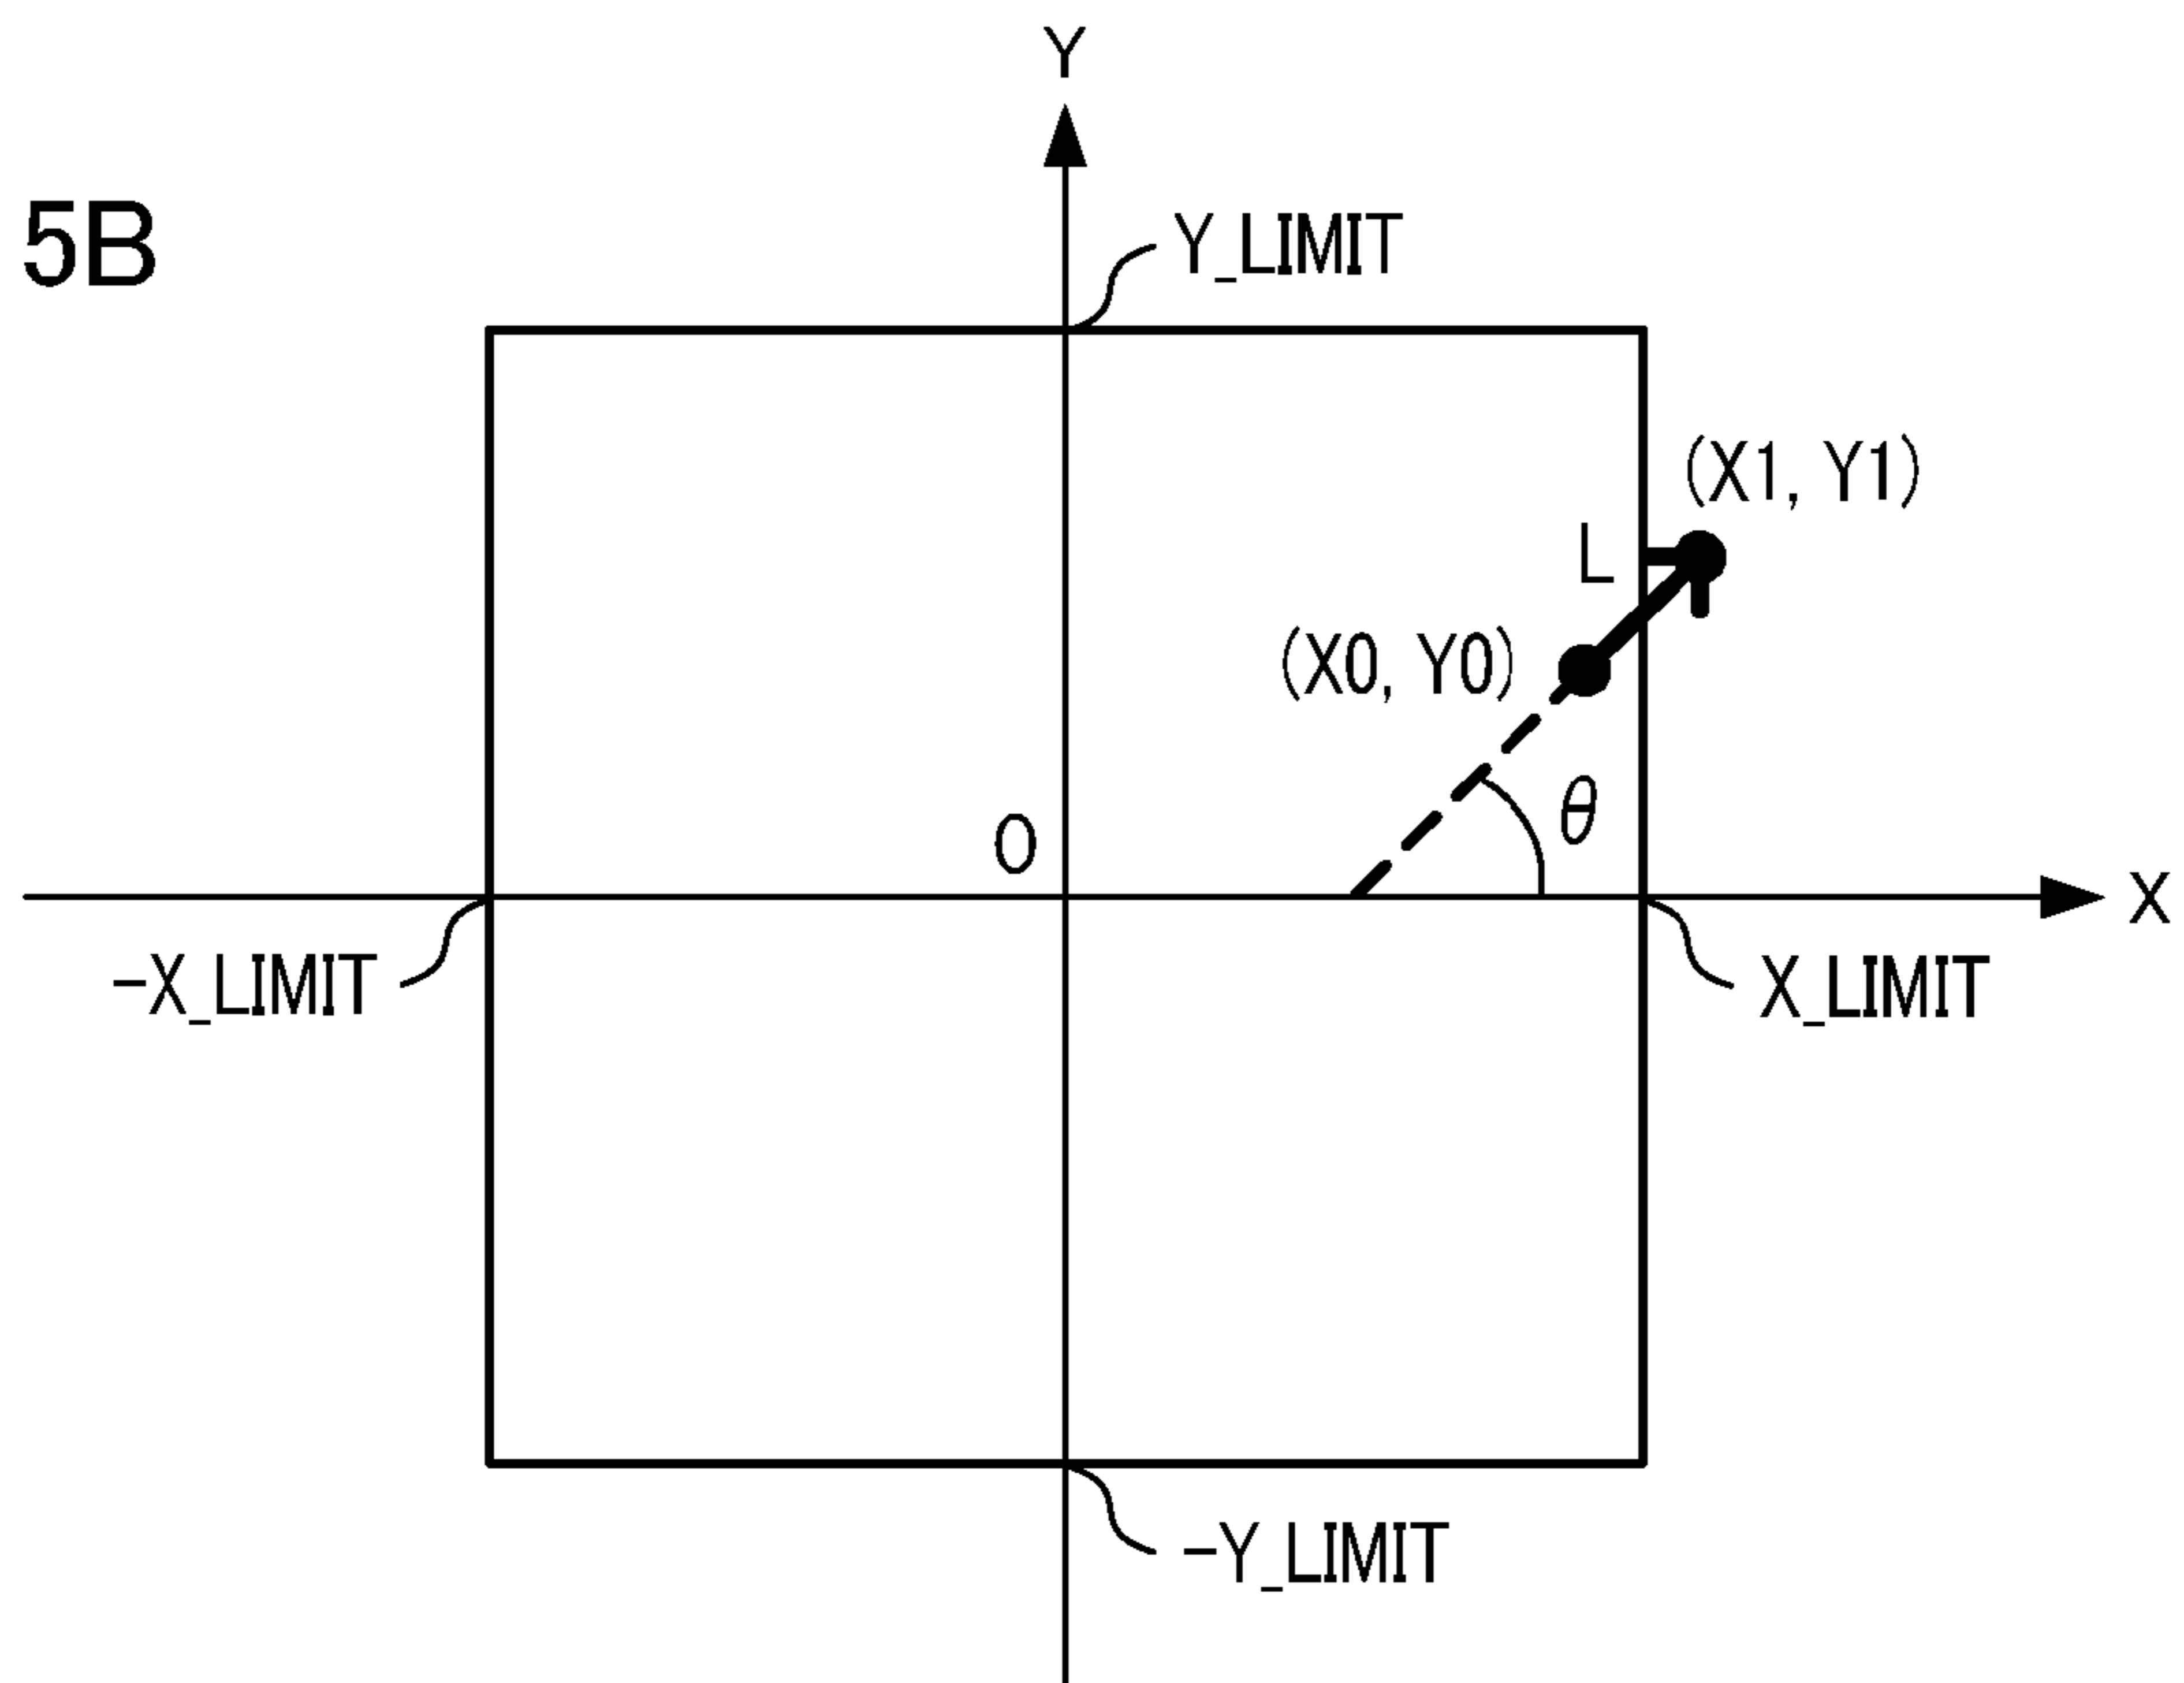 Y
5B
Y_LIMIT
(X1, Y1)
L
(X0, Y0)
θ
O
X
-X_LIMIT
X_LIMIT
-Y_LIMIT